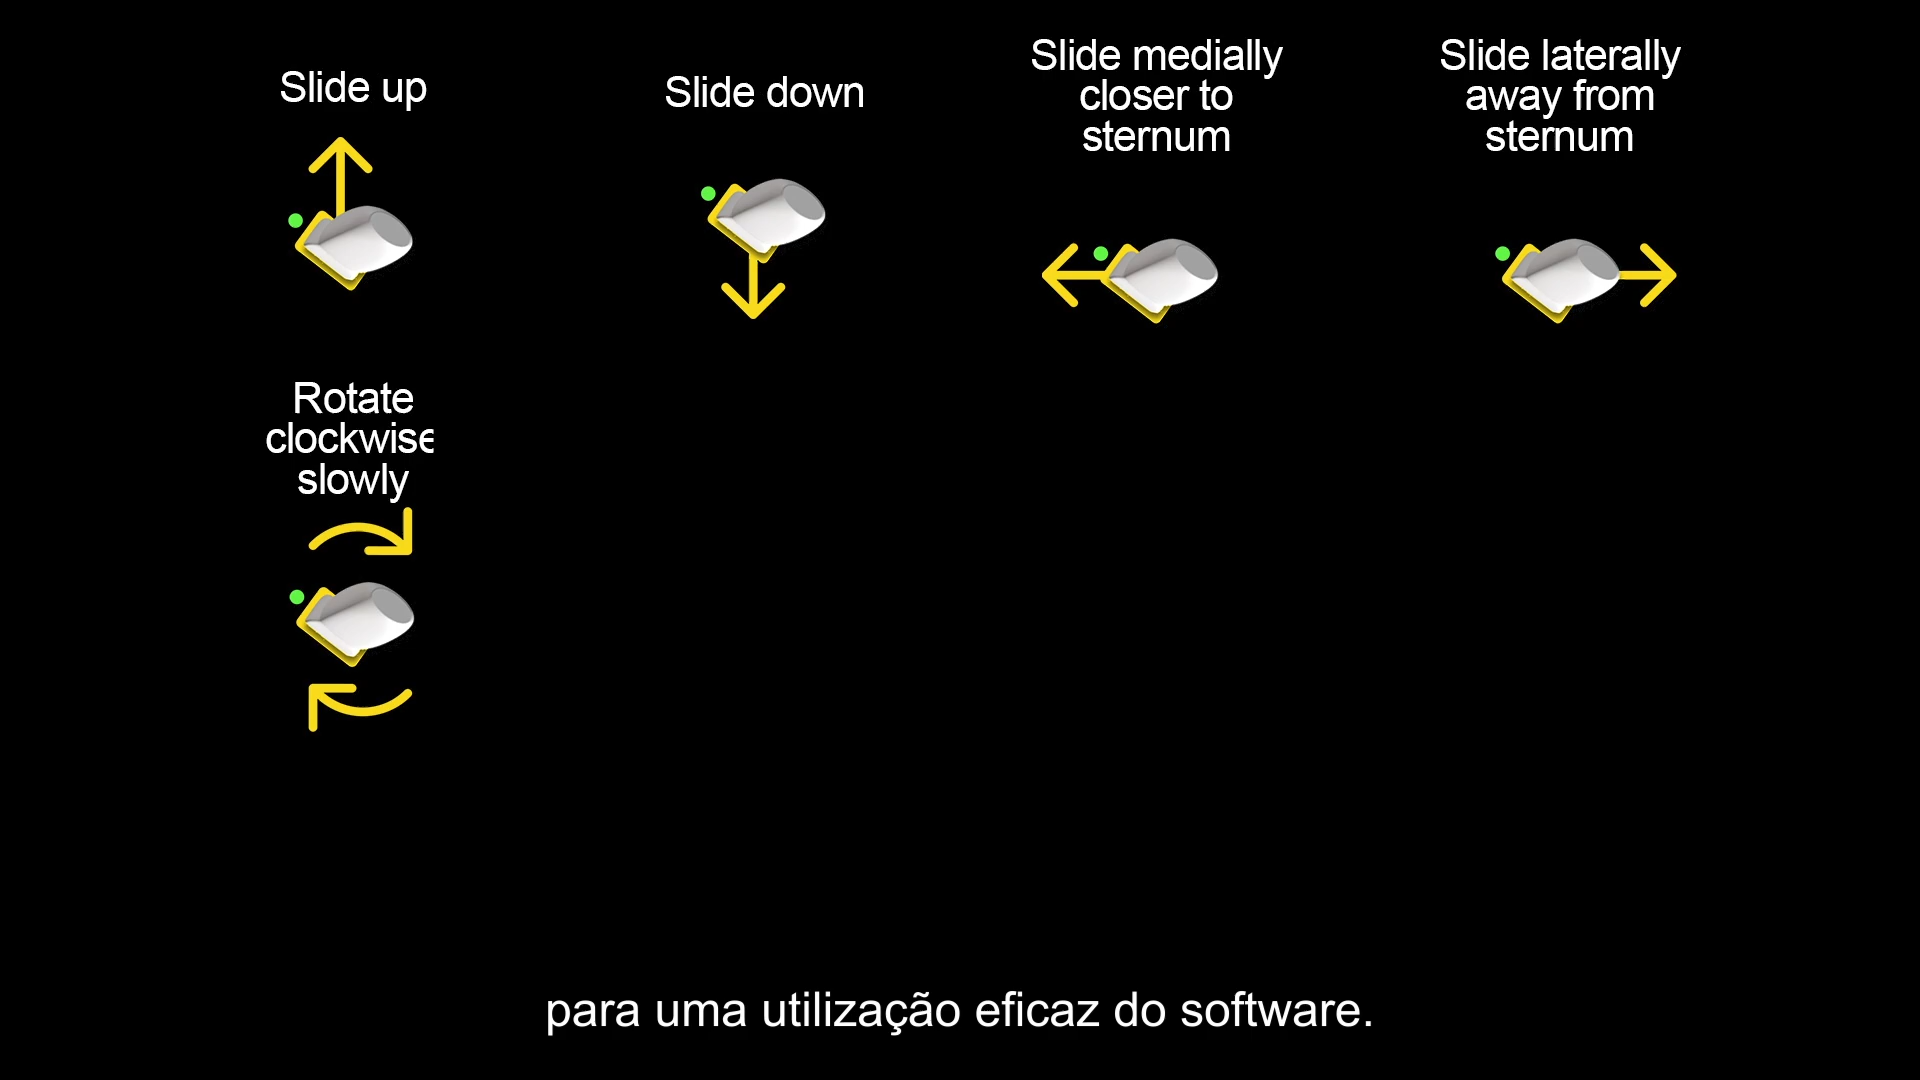 Slide up
Slide down
Slide medially
closer to
sternum
Slide laterally
away from
sternum
Rotate
clockwise
slowly
para uma utilização eficaz do software.